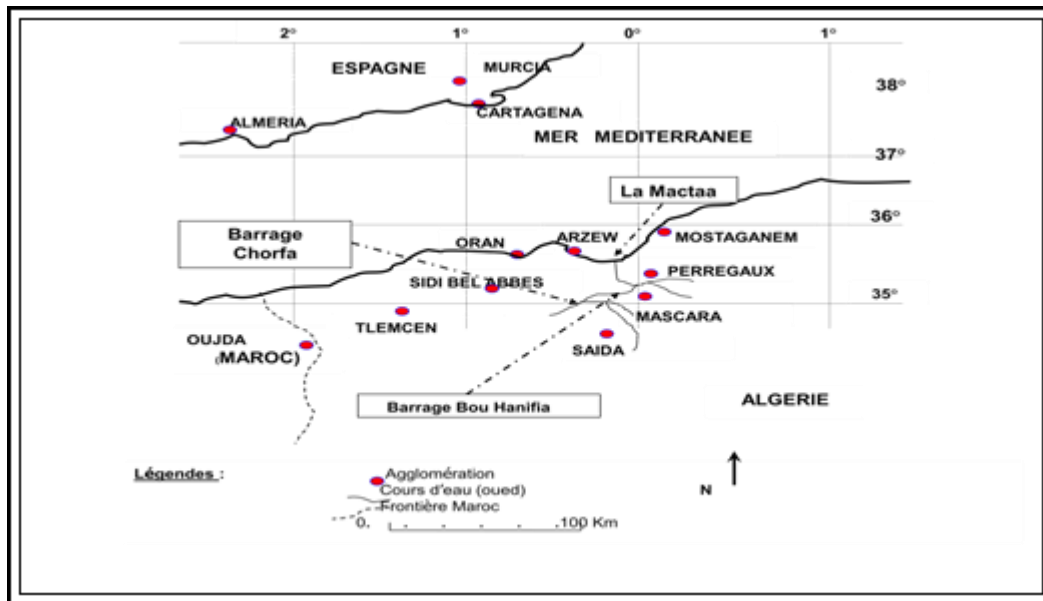 2° 1° 0° 1°
ESPAGNE MURCIA
38°
CARTAGENA
ALMERIA
MER MEDITERRANEE
37°
La Mactaa
36°
Barrage
Chorfa
ORAN ARZEW MOSTAGANEM
PERREGAUX
SIDI BEL ABBES
35°
MASCARA
TLEMCEN
OUJDA
(MAROC)
SAIDA
Barrage Bou Hanifia
ALGERIE
Légendes :
Agglomération
Cours d'eau (oued)
Frontière Maroc
N
0. 100 Km